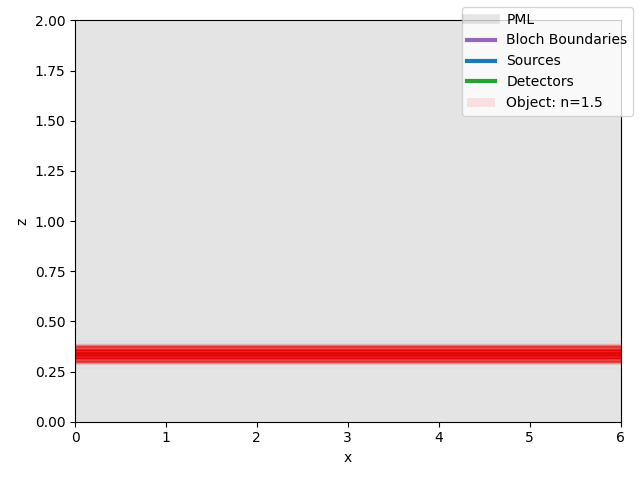 2.00
1.75
1.50
1.25
1.00
0.75
0.50
0.25
0.00
z
0
1
2
3
4
5
6
x
PML
Bloch Boundaries
Sources
Detectors
Object: n=1.5